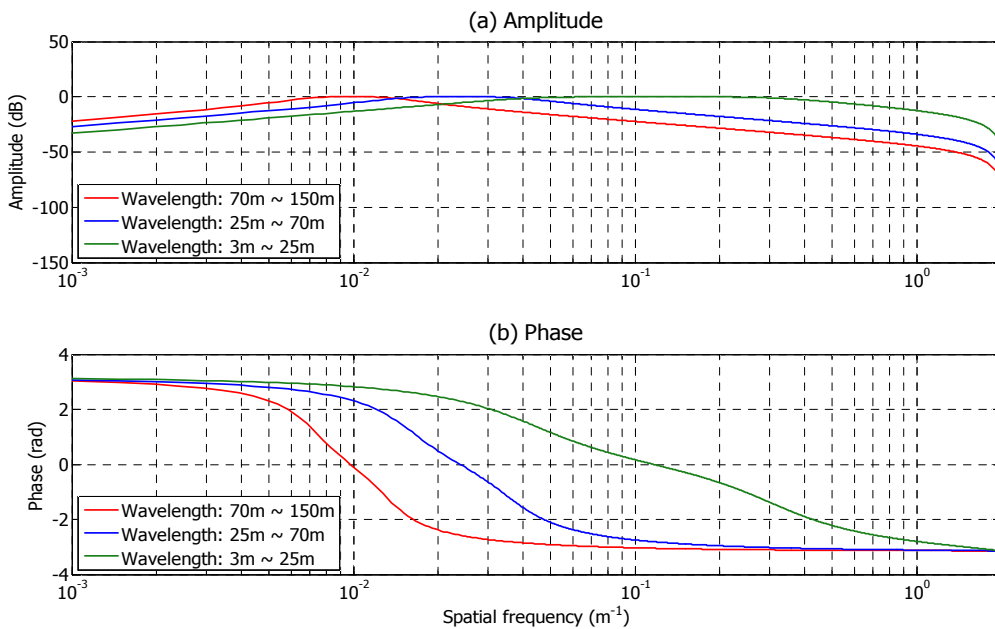 (a) Amplitude
50
0
-50
-100
-150
Amplitude (dB)
Wavelength: 70m ~ 150m
Wavelength: 25m ~ 70m
Wavelength: 3m ~ 25m
10⁻³
10⁻²
10⁻¹
10⁰
(b) Phase
4
2
0
-2
-4
Phase (rad)
Wavelength: 70m ~ 150m
Wavelength: 25m ~ 70m
Wavelength: 3m ~ 25m
10⁻³
10⁻²
10⁻¹
10⁰
Spatial frequency (m⁻¹)